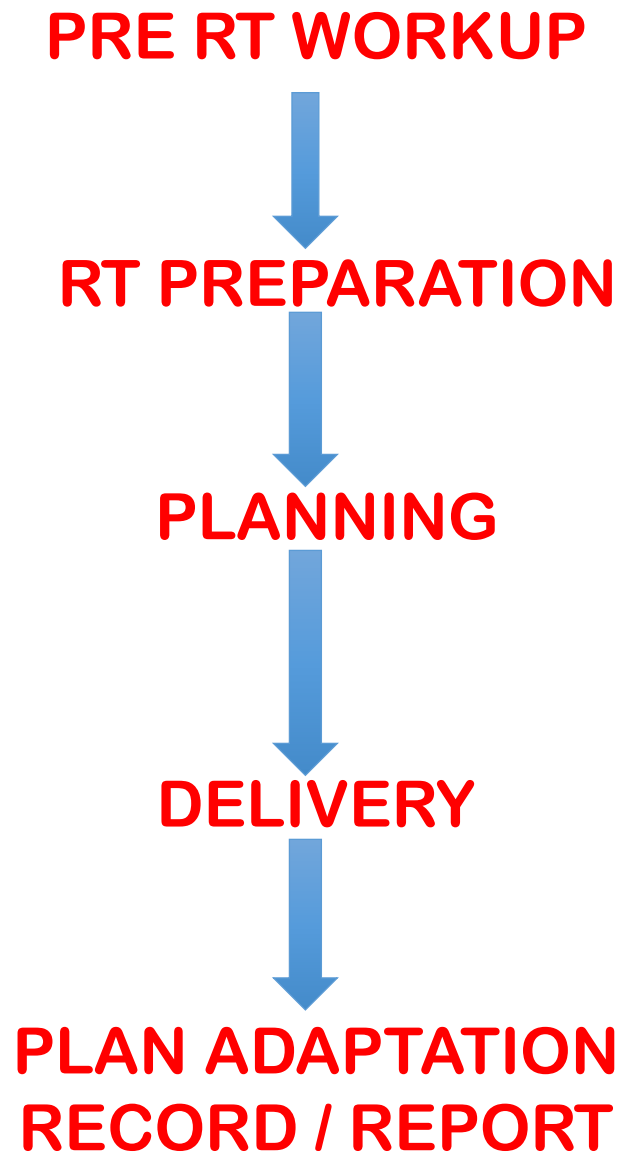 PRE RT WORKUP
RT PREPARATION
PLANNING
DELIVERY
PLAN ADAPTATION
RECORD / REPORT